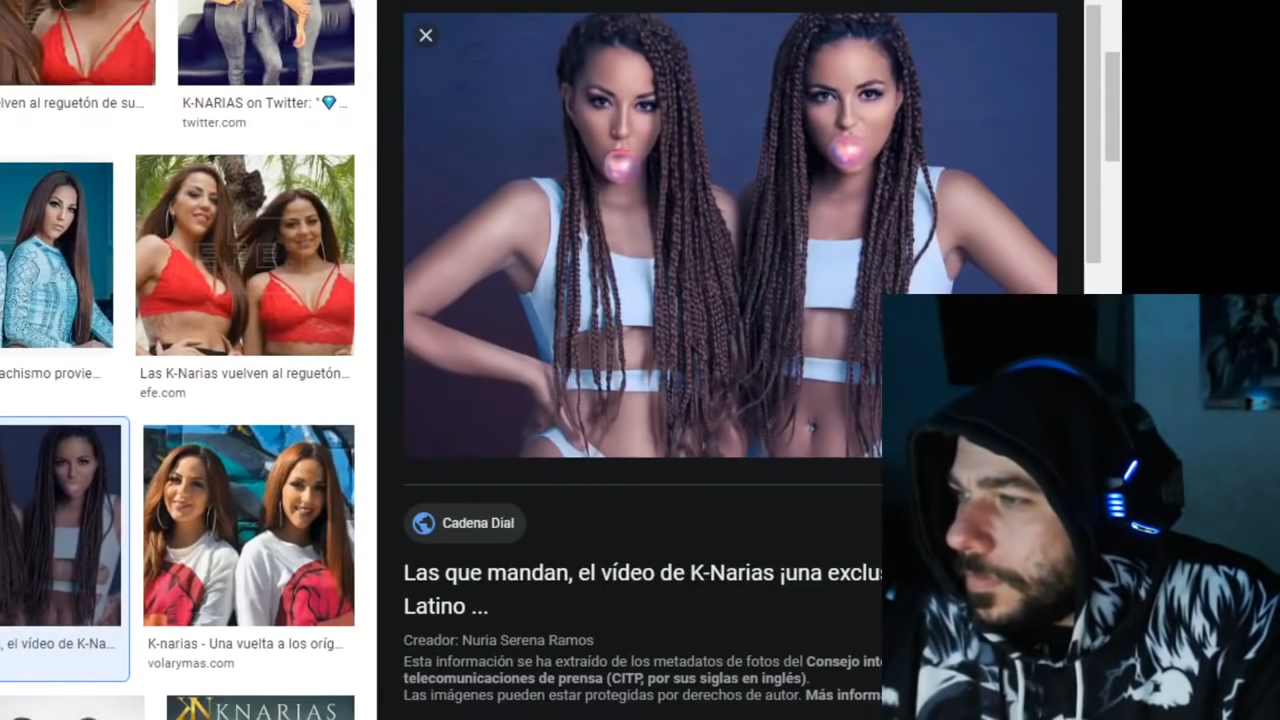 lven al reguetón de su...
K-NARIAS on Twitter: "💎 ...
twitter.com
EFE
achismo provie...
Las K-Narias vuelven al reguetón...
efe.com
, el vídeo de K-Na...
K-narias - Una vuelta a los oríg...
volarymas.com
KNARIAS
Cadena Dial
Las que mandan, el vídeo de K-Narias ¡una exclus
Latino ...
Creador: Nuria Serena Ramos
Esta información se ha extraído de los metadatos de fotos del Consejo inte
telecomunicaciones de prensa (CITP, por sus siglas en inglés).
Las imágenes pueden estar protegidas por derechos de autor. Más inform